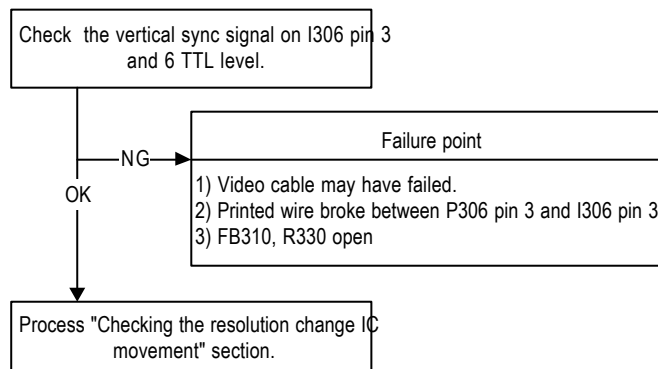 Check the vertical sync signal on I306 pin 3
and 6 TTL level.
NG
OK
Failure point
1) Video cable may have failed.
2) Printed wire broke between P306 pin 3 and I306 pin 3
3) FB310, R330 open
Process "Checking the resolution change IC
movement" section.